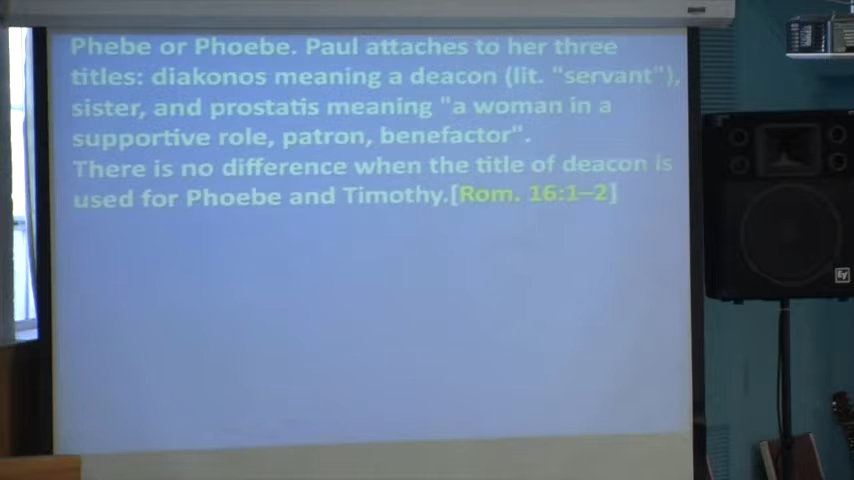 Phebe or Phoebe. Paul attaches to her three
titles: diakonos meaning a deacon (lit. "servant"),
sister, and prostatis meaning "a woman in a
supportive role, patron, benefactor".
There is no difference when the title of deacon is
used for Phoebe and Timothy.[Rom. 16:1–2]
EV